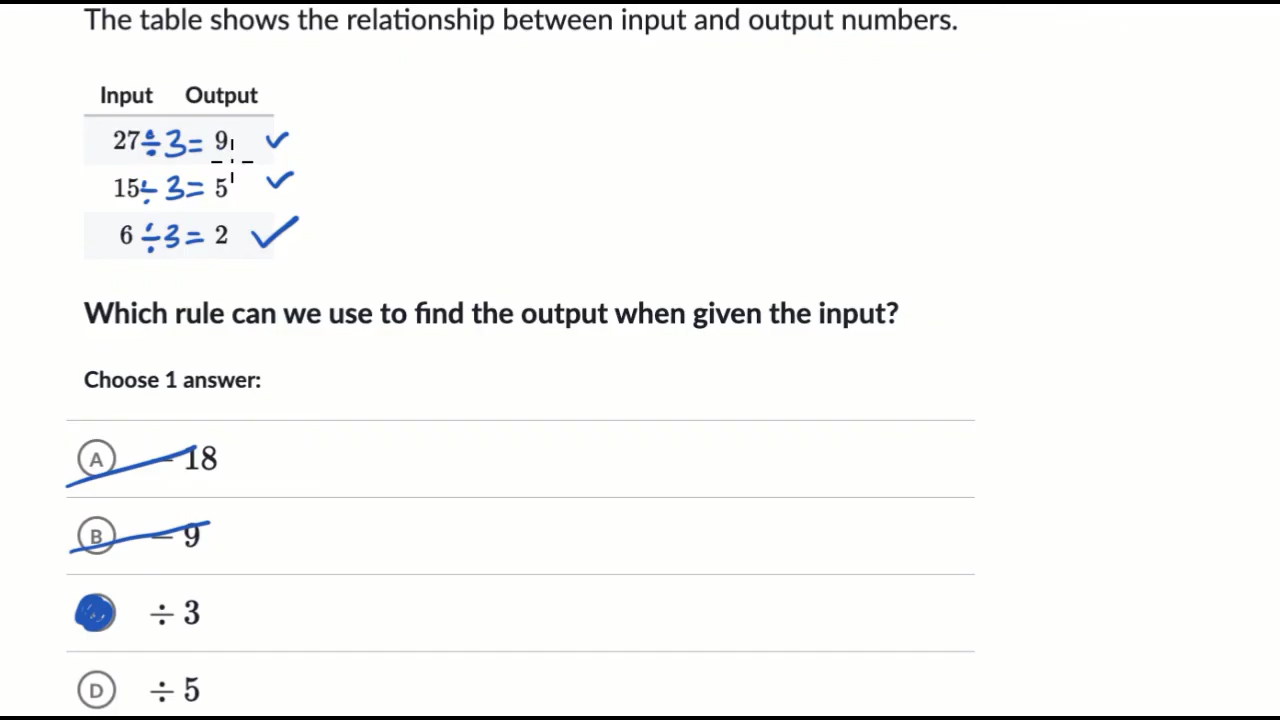 The table shows the relationship between input and output numbers.
Input Output
27 ÷ 3 = 9 ✓
15 ÷ 3 = 5 ✓
6 ÷ 3 = 2 ✓
Which rule can we use to find the output when given the input?
Choose 1 answer:
A − 18
B − 9
÷ 3
D ÷ 5